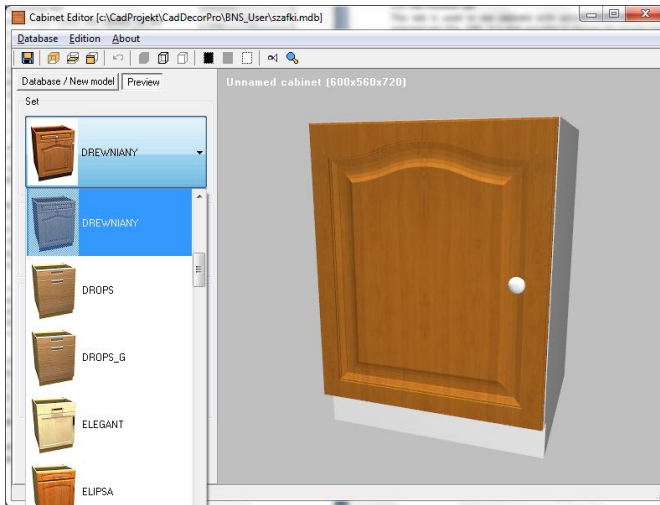 Cabinet Editor [c:\CadProjekt\CadDecorPro\BNS_User\szafki.mdb]
Database Edition About
Database / New model Preview
Unnamed cabinet (600x560x720)
Set
DREWNIANY
DREWNIANY
DROPS
DROPS_G
ELEGANT
ELIPSA